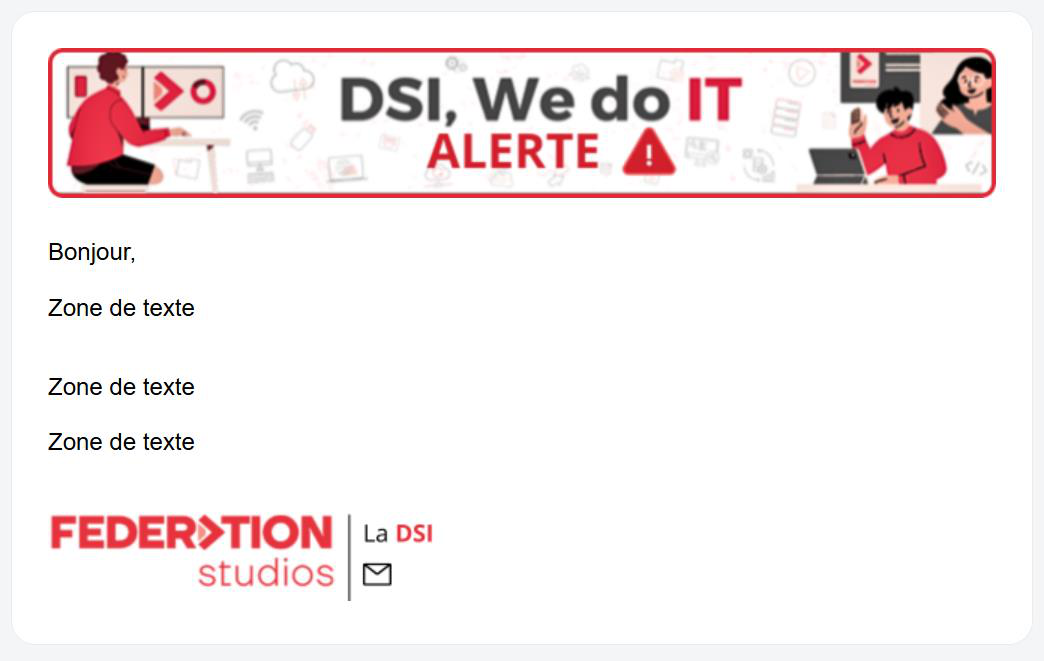 DSI, We do IT
ALERTE
Bonjour,
Zone de texte
Zone de texte
Zone de texte
FEDERATION
studios
La DSI